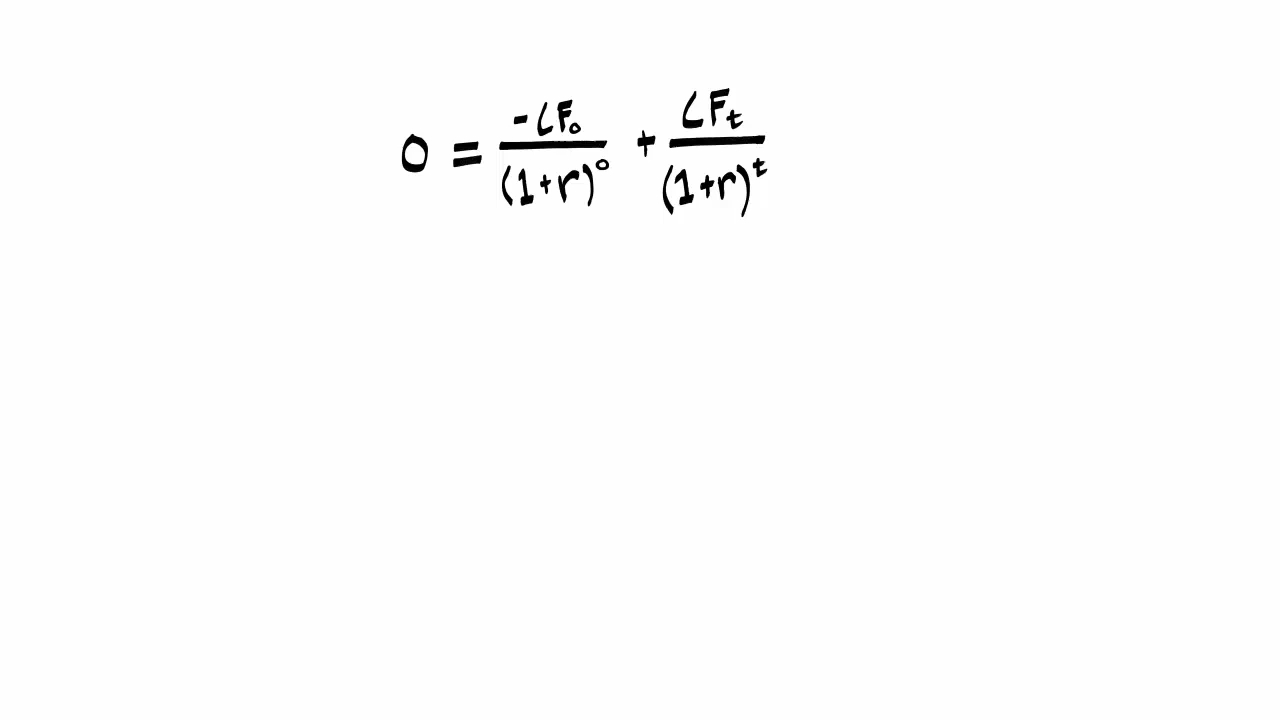 0 = -CF₀/(1+r)⁰ + CFₜ/(1+r)ᵗ